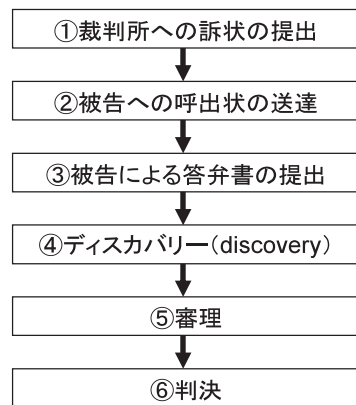 ①裁判所への訴状の提出
②被告への呼出状の送達
③被告による答弁書の提出
④ディスカバリー(discovery)
⑤審理
⑥判決